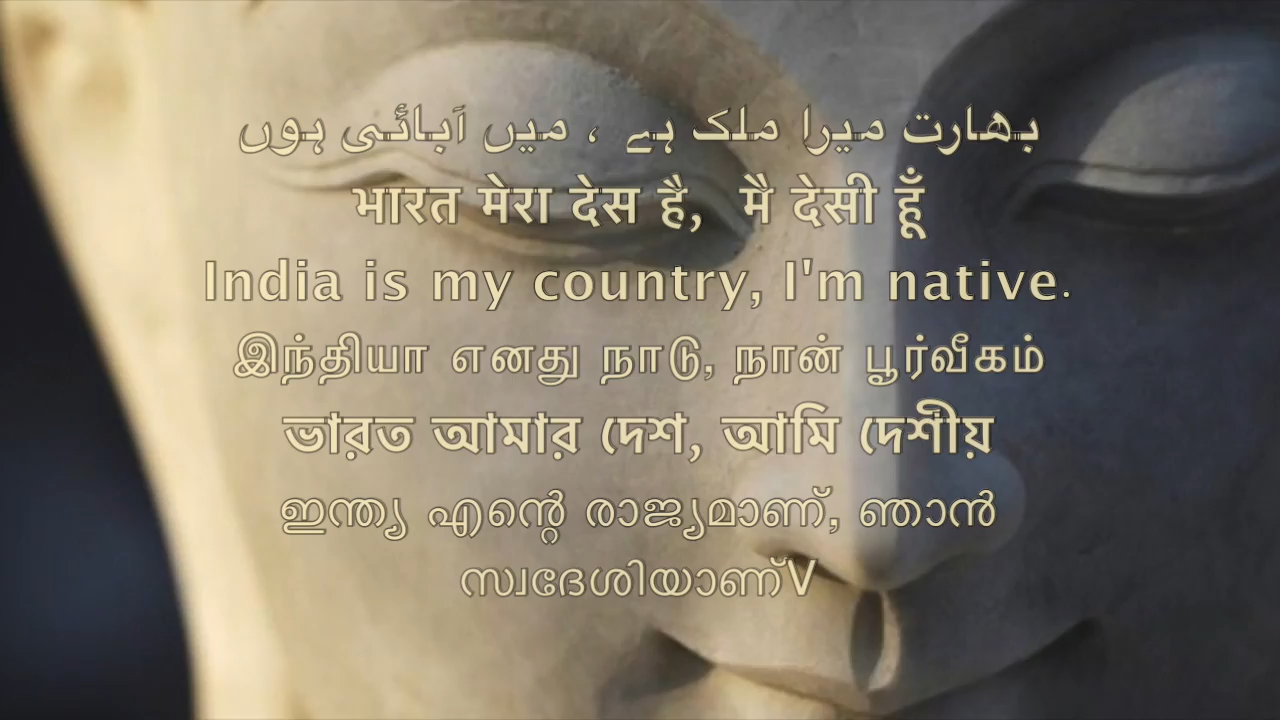 بھارت میرا ملک ہے ، میں آبائی ہوں
भारत मेरा देस है, मै देसी हूँ
India is my country, I'm native.
இந்தியா எனது நாடு, நான் பூர்வீகம்
ভারত আমার দেশ, আমি দেশীয়
ഇന്ത്യ എന്റെ രാജ്യമാണ്, ഞാൻ
സ്വദേശിയാണ്V